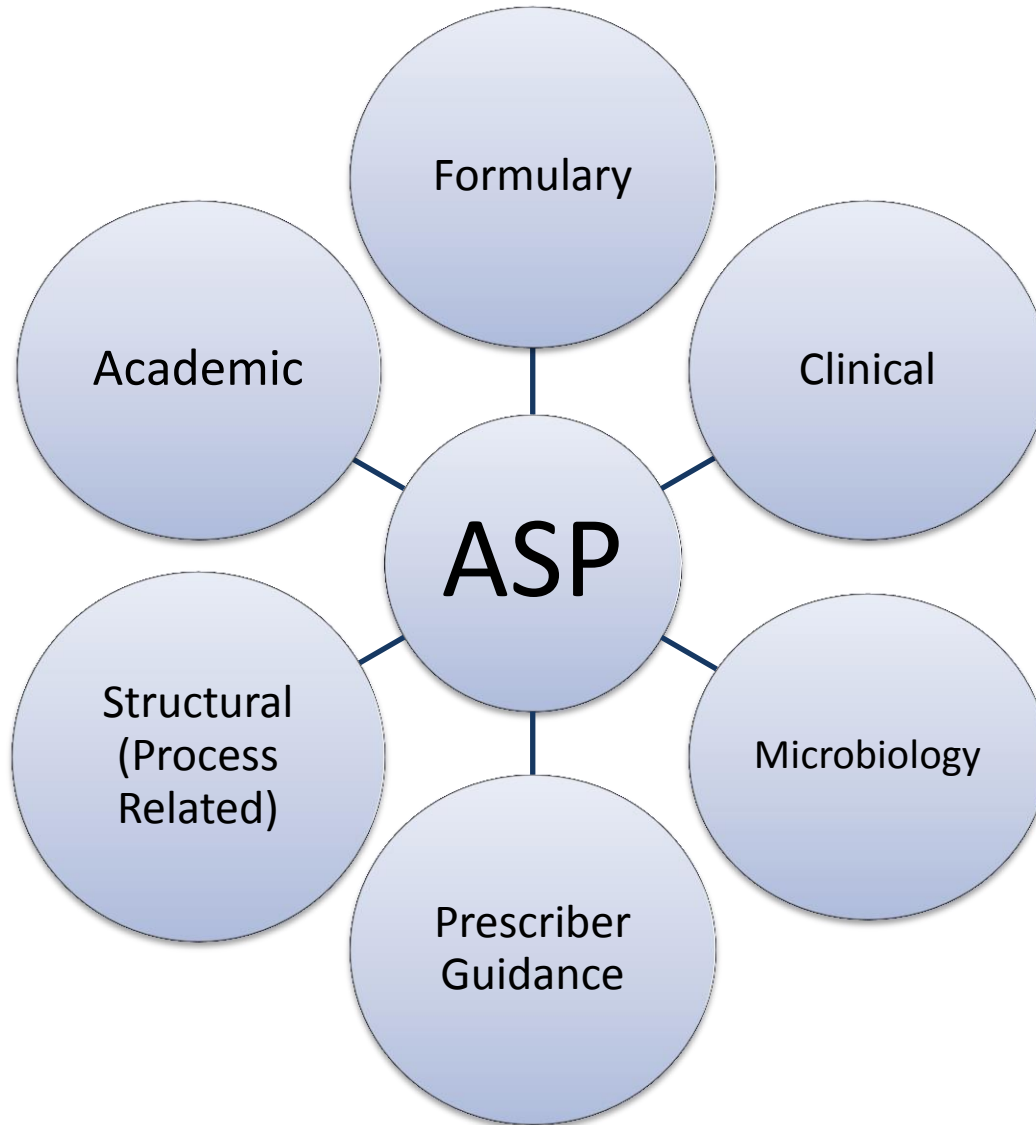 Formulary
Academic
Clinical
ASP
Structural
(Process
Related)
Microbiology
Prescriber
Guidance